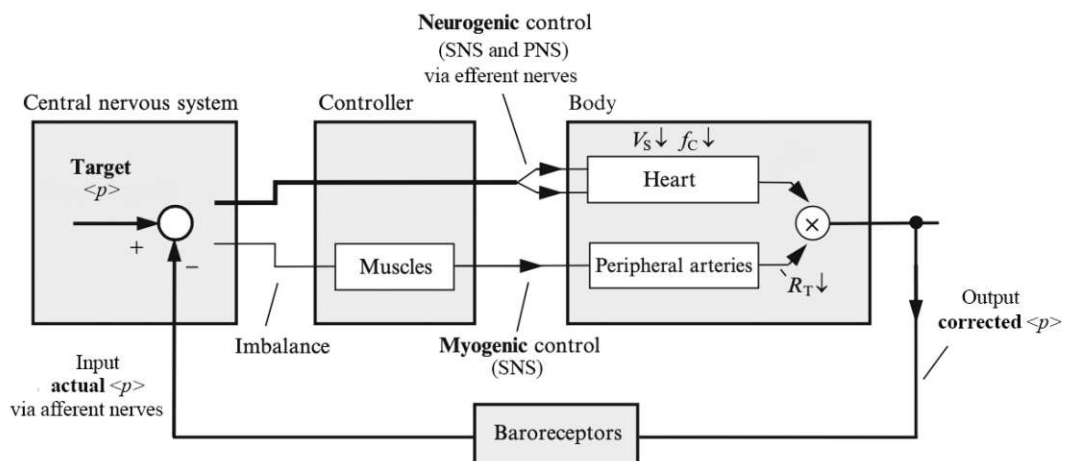 Neurogenic control
(SNS and PNS)
via efferent nerves
Central nervous system
Controller
Body
Target
<p>
+
−
V_S↓ f_C↓
Heart
×
Muscles
Peripheral arteries
R_T↓
Imbalance
Myogenic control
(SNS)
Output
corrected <p>
Input
actual <p>
via afferent nerves
Baroreceptors